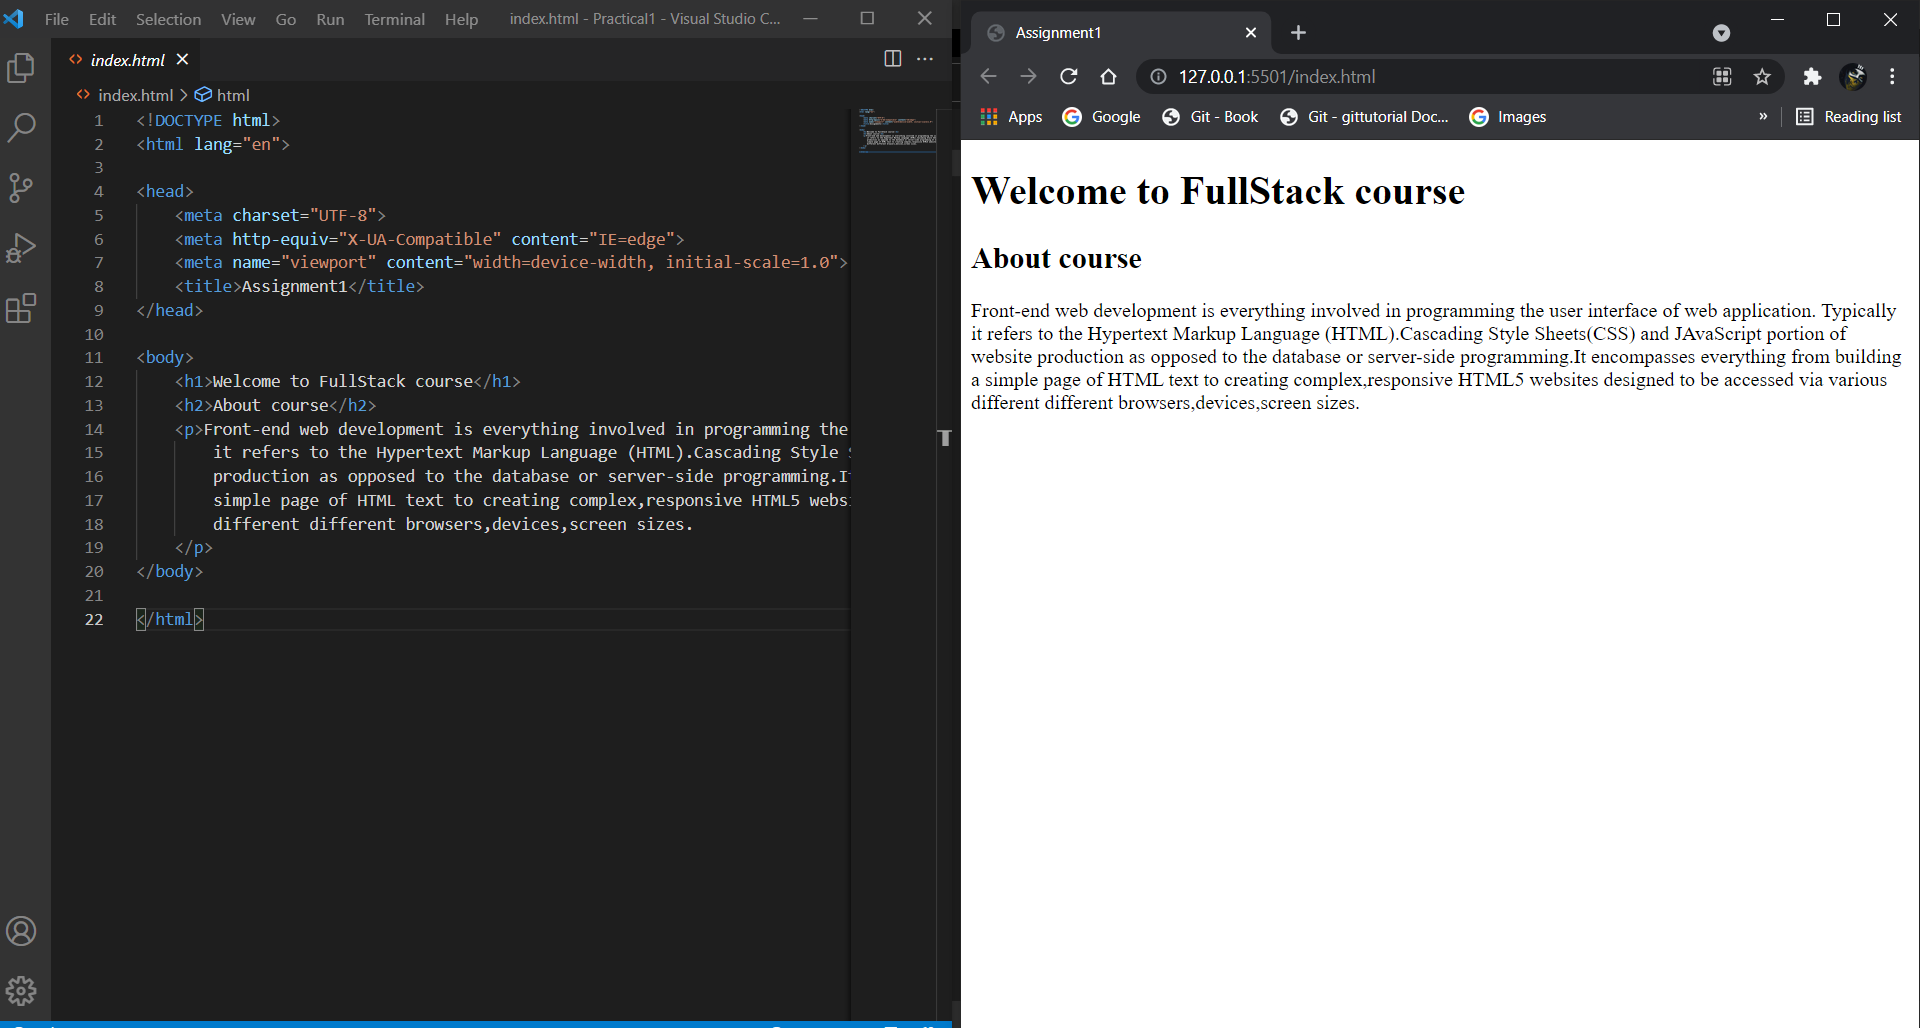 File Edit Selection View Go Run Terminal Help index.html - Practical1 - Visual Studio C...
index.html
index.html > html
1 <!DOCTYPE html>
2 <html lang="en">
3
4 <head>
5 <meta charset="UTF-8">
6 <meta http-equiv="X-UA-Compatible" content="IE=edge">
7 <meta name="viewport" content="width=device-width, initial-scale=1.0">
8 <title>Assignment1</title>
9 </head>
10
11 <body>
12 <h1>Welcome to FullStack course</h1>
13 <h2>About course</h2>
14 <p>Front-end web development is everything involved in programming the
15 it refers to the Hypertext Markup Language (HTML).Cascading Style
16 production as opposed to the database or server-side programming.It
17 simple page of HTML text to creating complex,responsive HTML5 websi
18 different different browsers,devices,screen sizes.
19 </p>
20 </body>
21
22 </html>
Assignment1
127.0.0.1:5501/index.html
Apps Google Git - Book Git - gittutorial Doc... Images » Reading list
Welcome to FullStack course
About course
Front-end web development is everything involved in programming the user interface of web application. Typically
it refers to the Hypertext Markup Language (HTML).Cascading Style Sheets(CSS) and JAvaScript portion of
website production as opposed to the database or server-side programming.It encompasses everything from building
a simple page of HTML text to creating complex,responsive HTML5 websites designed to be accessed via various
different different browsers,devices,screen sizes.